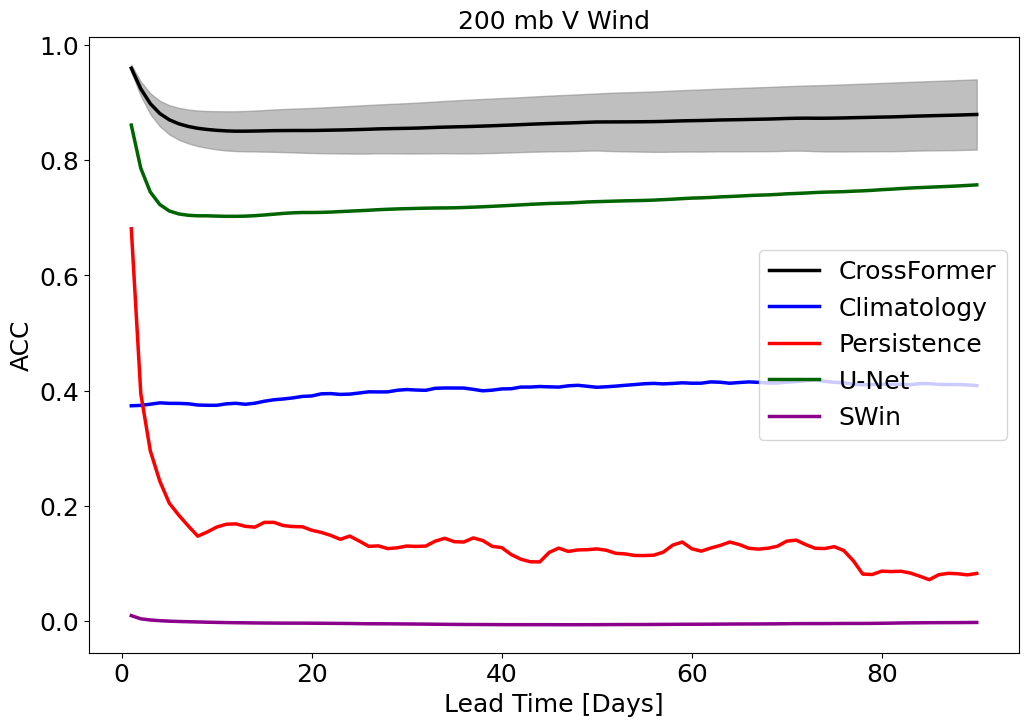 200 mb V Wind
1.0
0.8
0.6
0.4
0.2
0.0
ACC
CrossFormer
Climatology
Persistence
U-Net
SWin
0 20 40 60 80
Lead Time [Days]